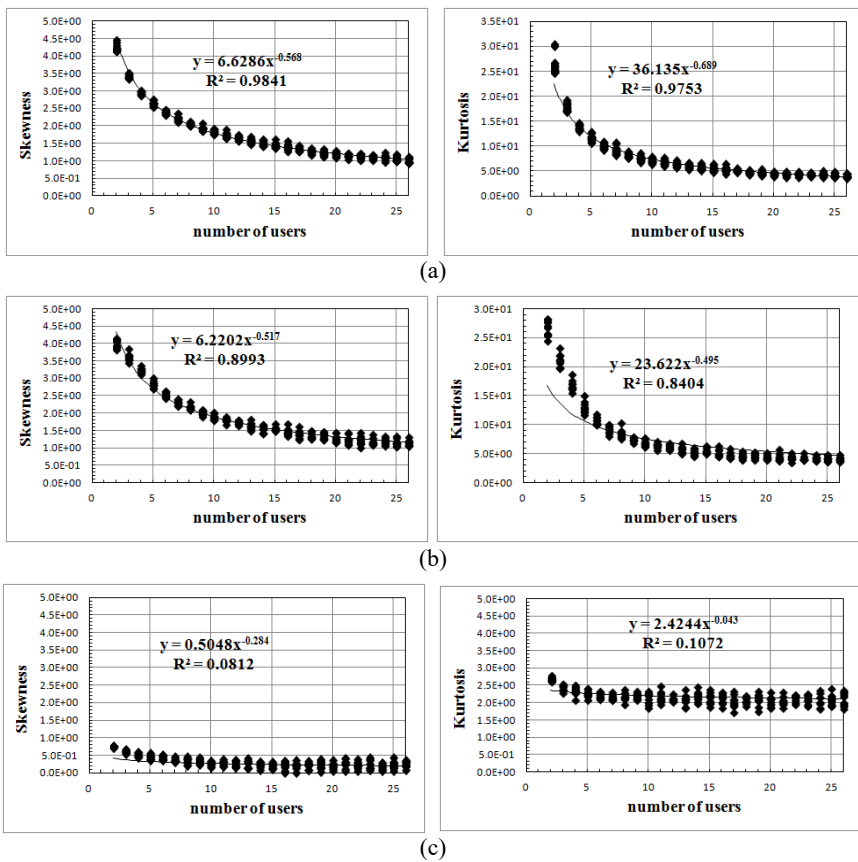 5.0E+00
4.5E+00
4.0E+00
3.5E+00
3.0E+00
2.5E+00
2.0E+00
1.5E+00
1.0E+00
5.0E-01
0.0E+00
Skewness
y = 6.6286x^-0.568
R² = 0.9841
0 5 10 15 20 25
number of users
3.5E+01
3.0E+01
2.5E+01
2.0E+01
1.5E+01
1.0E+01
5.0E+00
0.0E+00
Kurtosis
y = 36.135x^-0.689
R² = 0.9753
0 5 10 15 20 25
number of users
(a)
5.0E+00
4.5E+00
4.0E+00
3.5E+00
3.0E+00
2.5E+00
2.0E+00
1.5E+00
1.0E+00
5.0E-01
0.0E+00
Skewness
y = 6.2202x^-0.517
R² = 0.8993
0 5 10 15 20 25
number of users
3.0E+01
2.5E+01
2.0E+01
1.5E+01
1.0E+01
5.0E+00
0.0E+00
Kurtosis
y = 23.622x^-0.495
R² = 0.8404
0 5 10 15 20 25
number of users
(b)
5.0E+00
4.5E+00
4.0E+00
3.5E+00
3.0E+00
2.5E+00
2.0E+00
1.5E+00
1.0E+00
5.0E-01
0.0E+00
Skewness
y = 0.5048x^-0.284
R² = 0.0812
0 5 10 15 20 25
number of users
5.0E+00
4.5E+00
4.0E+00
3.5E+00
3.0E+00
2.5E+00
2.0E+00
1.5E+00
1.0E+00
5.0E-01
0.0E+00
Kurtosis
y = 2.4244x^-0.043
R² = 0.1072
0 5 10 15 20 25
number of users
(c)